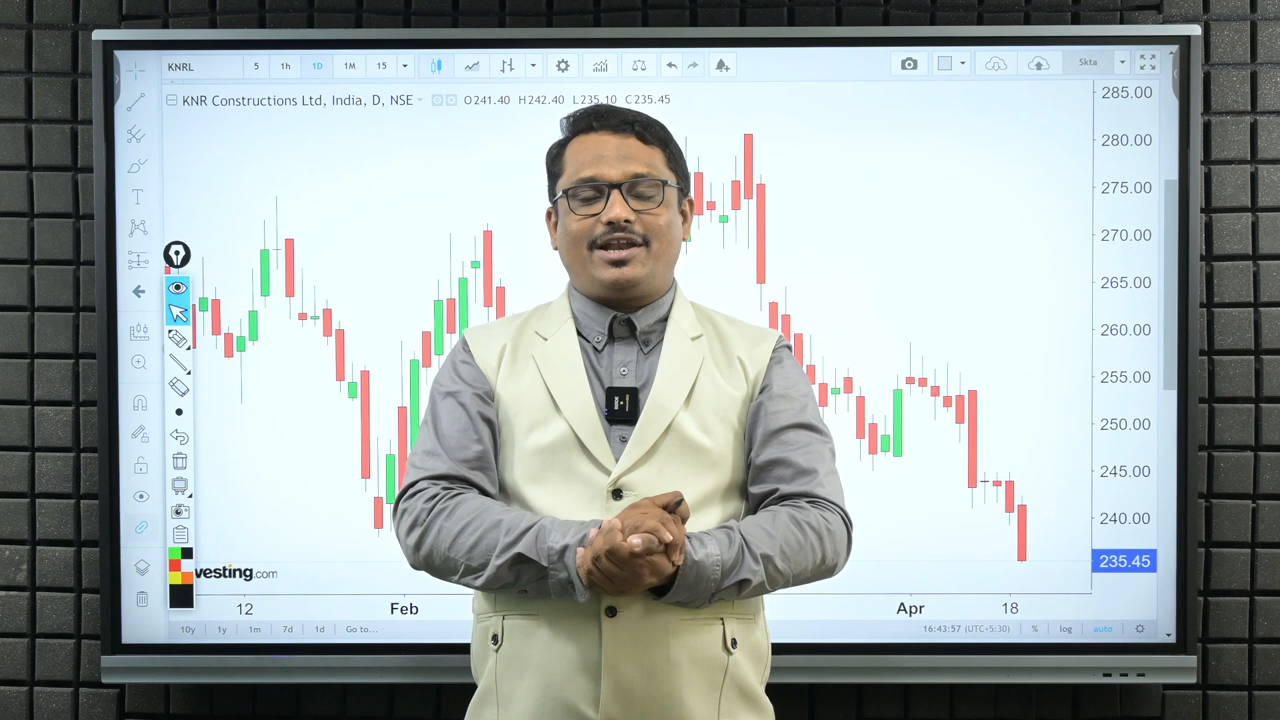 KNRL 5 1h 1D 1M 15 5kta
KNR Constructions Ltd, India, D, NSE O241.40 H242.40 L235.10 C235.45
285.00
280.00
275.00
270.00
265.00
260.00
255.00
250.00
245.00
240.00
235.45
vesting.com
12 Feb Apr 18
10y 1y 1m 7d 1d Go to... 16:43:57 (UTC+5:30) % log auto